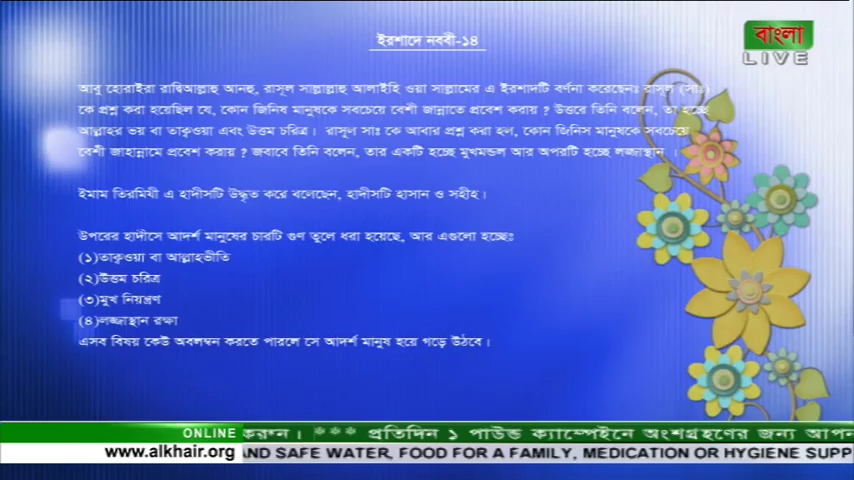 ইরশাদে নববী-১৪
বাংলা
LIVE
আবু হোরাইরা রাদ্বিআল্লাহু আনহু, রাসূল সাল্লাল্লাহু আলাইহি ওয়া সাল্লামের এ ইরশাদটি বর্ণনা করেছেনঃ রাসূল (সাঃ)
কে প্রশ্ন করা হয়েছিল যে, কোন জিনিষ মানুষকে সবচেয়ে বেশী জান্নাতে প্রবেশ করায় ? উত্তরে তিনি বলেন, তা হচ্ছে
আল্লাহর ভয় বা তাক্বওয়া এবং উত্তম চরিত্র। রাসূল সাঃ কে আবার প্রশ্ন করা হল, কোন জিনিস মানুষকে সবচেয়ে
বেশী জাহান্নামে প্রবেশ করায় ? জবাবে তিনি বলেন, তার একটি হচ্ছে মুখমন্ডল আর অপরটি হচ্ছে লজ্জাস্থান ।
ইমাম তিরমিযী এ হাদীসটি উদ্ধৃত করে বলেছেন, হাদীসটি হাসান ও সহীহ।
উপরের হাদীসে আদর্শ মানুষের চারটি গুণ তুলে ধরা হয়েছে, আর এগুলো হচ্ছেঃ
(১)তাক্বওয়া বা আল্লাহভীতি
(২)উত্তম চরিত্র
(৩)মুখ নিয়ন্ত্রণ
(৪)লজ্জাস্থান রক্ষা
এসব বিষয় কেউ অবলম্বন করতে পারলে সে আদর্শ মানুষ হয়ে গড়ে উঠবে।
ONLINE করুন। *** প্রতিদিন ১ পাউন্ড ক্যাম্পেইনে অংশগ্রহণের জন্য আপন
www.alkhair.org AND SAFE WATER, FOOD FOR A FAMILY, MEDICATION OR HYGIENE SUPP